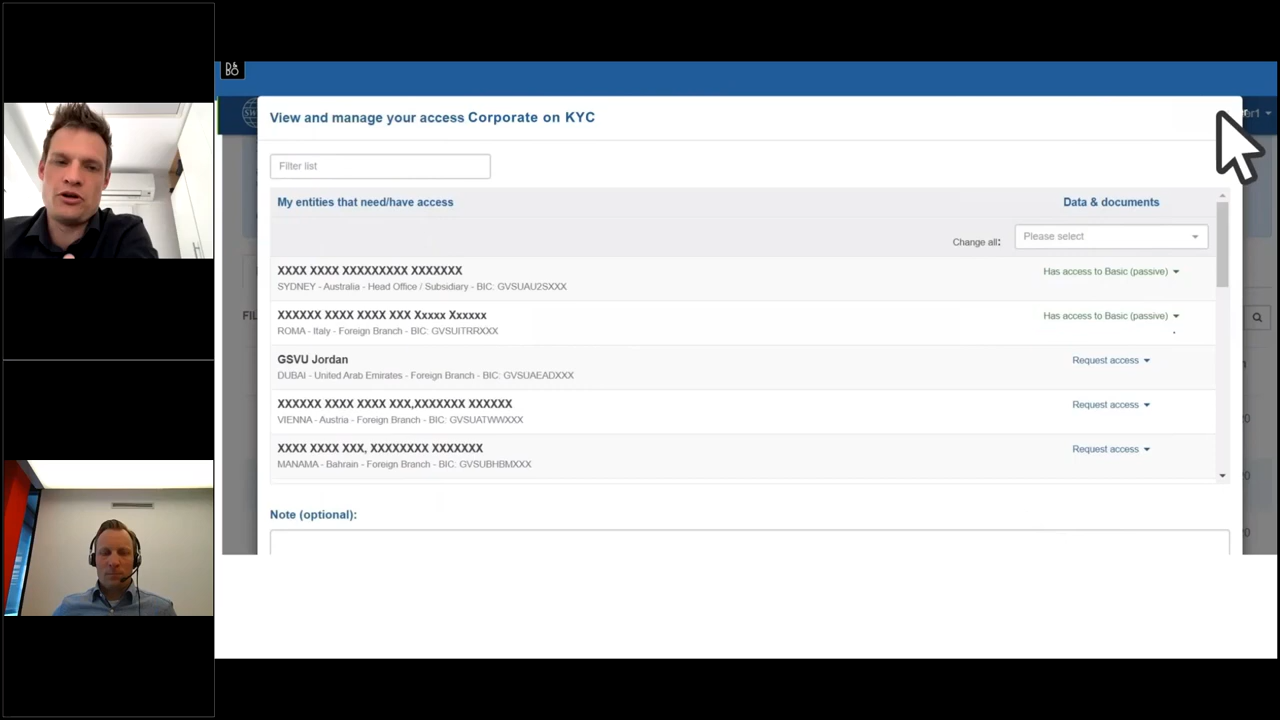 D&BO
SW
View and manage your access Corporate on KYC
er1
Filter list
My entities that need/have access
Data & documents
Change all:
Please select
XXXX XXXX XXXXXXXXX XXXXXXX
SYDNEY - Australia - Head Office / Subsidiary - BIC: GVSUAU2SXXX
Has access to Basic (passive)
XXXXXX XXXX XXXX XXX Xxxxx Xxxxxx
ROMA - Italy - Foreign Branch - BIC: GVSUITRRXXX
Has access to Basic (passive)
FIL
GSVU Jordan
DUBAI - United Arab Emirates - Foreign Branch - BIC: GVSUAEADXXX
Request access
XXXXXX XXXX XXXX XXX,XXXXXXX XXXXXX
VIENNA - Austria - Foreign Branch - BIC: GVSUATWWXXX
Request access
XXXX XXXX XXX, XXXXXXXX XXXXXXX
MANAMA - Bahrain - Foreign Branch - BIC: GVSUBHBMXXX
Request access
Note (optional):